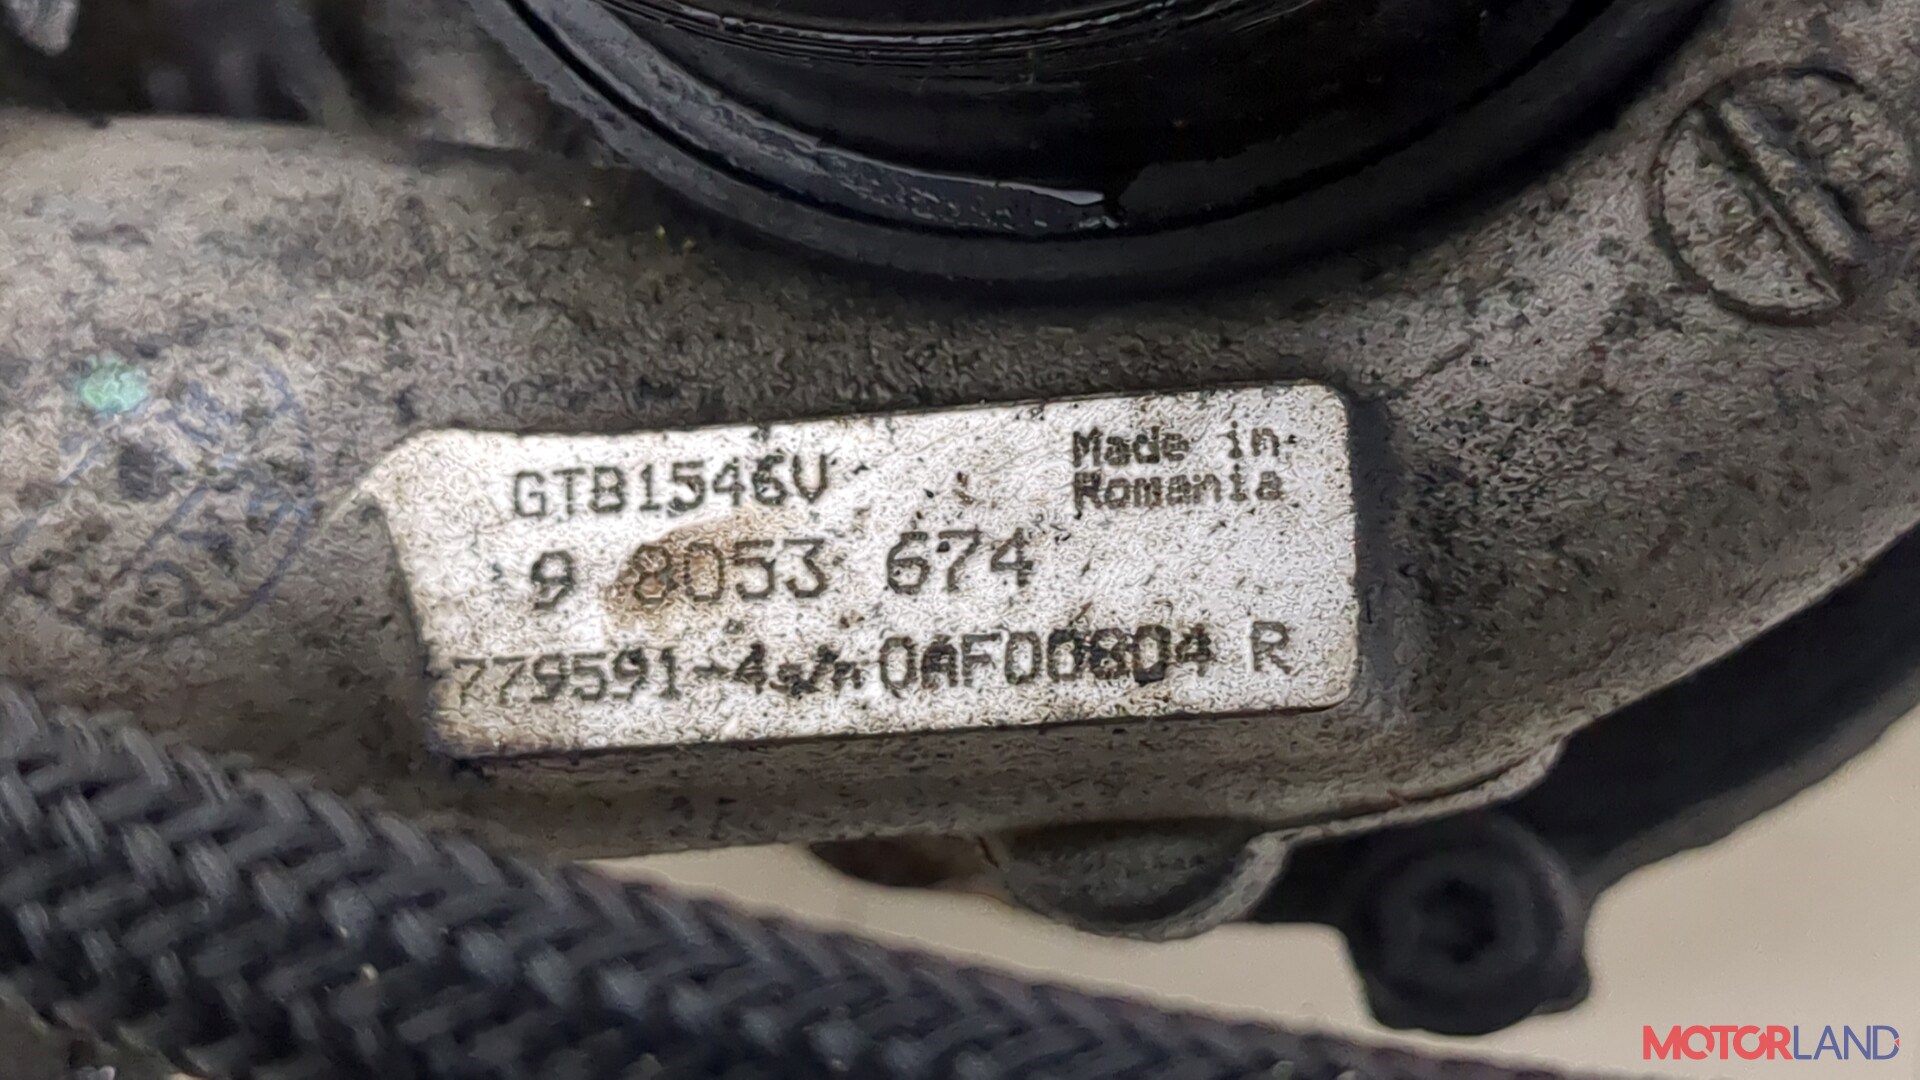 GTB1546V
Made in
Romania
9 8053 674
779591-4 s/n 0AF00804 R
MOTORLAND